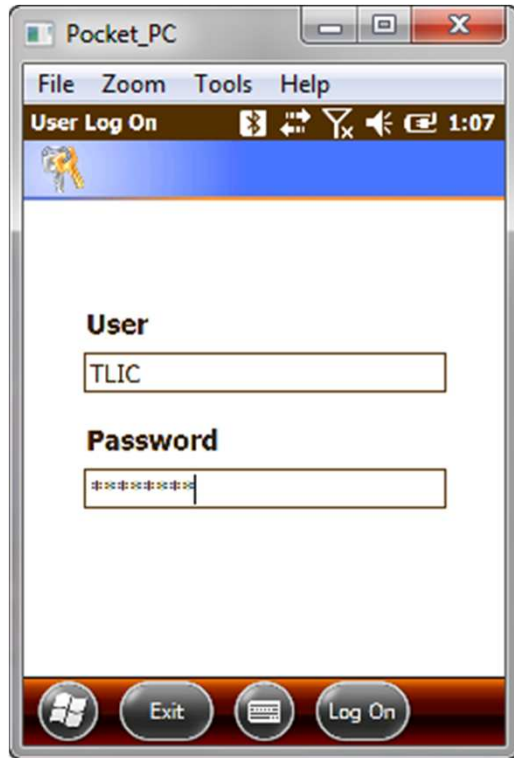 Pocket_PC
File Zoom Tools Help
User Log On 1:07
User
TLIC
Password
********
Exit Log On